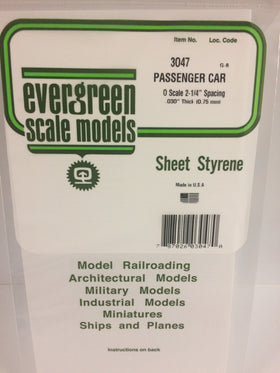 Item No. Loc. Code
3047 G-8
PASSENGER CAR
O Scale 2-1/4" Spacing
.030" Thick (0.75 mm)
evergreen
scale models
Sheet Styrene
Made in U.S.A
Model Railroading
Architectural Models
Military Models
Industrial Models
Miniatures
Ships and Planes
Instructions on back